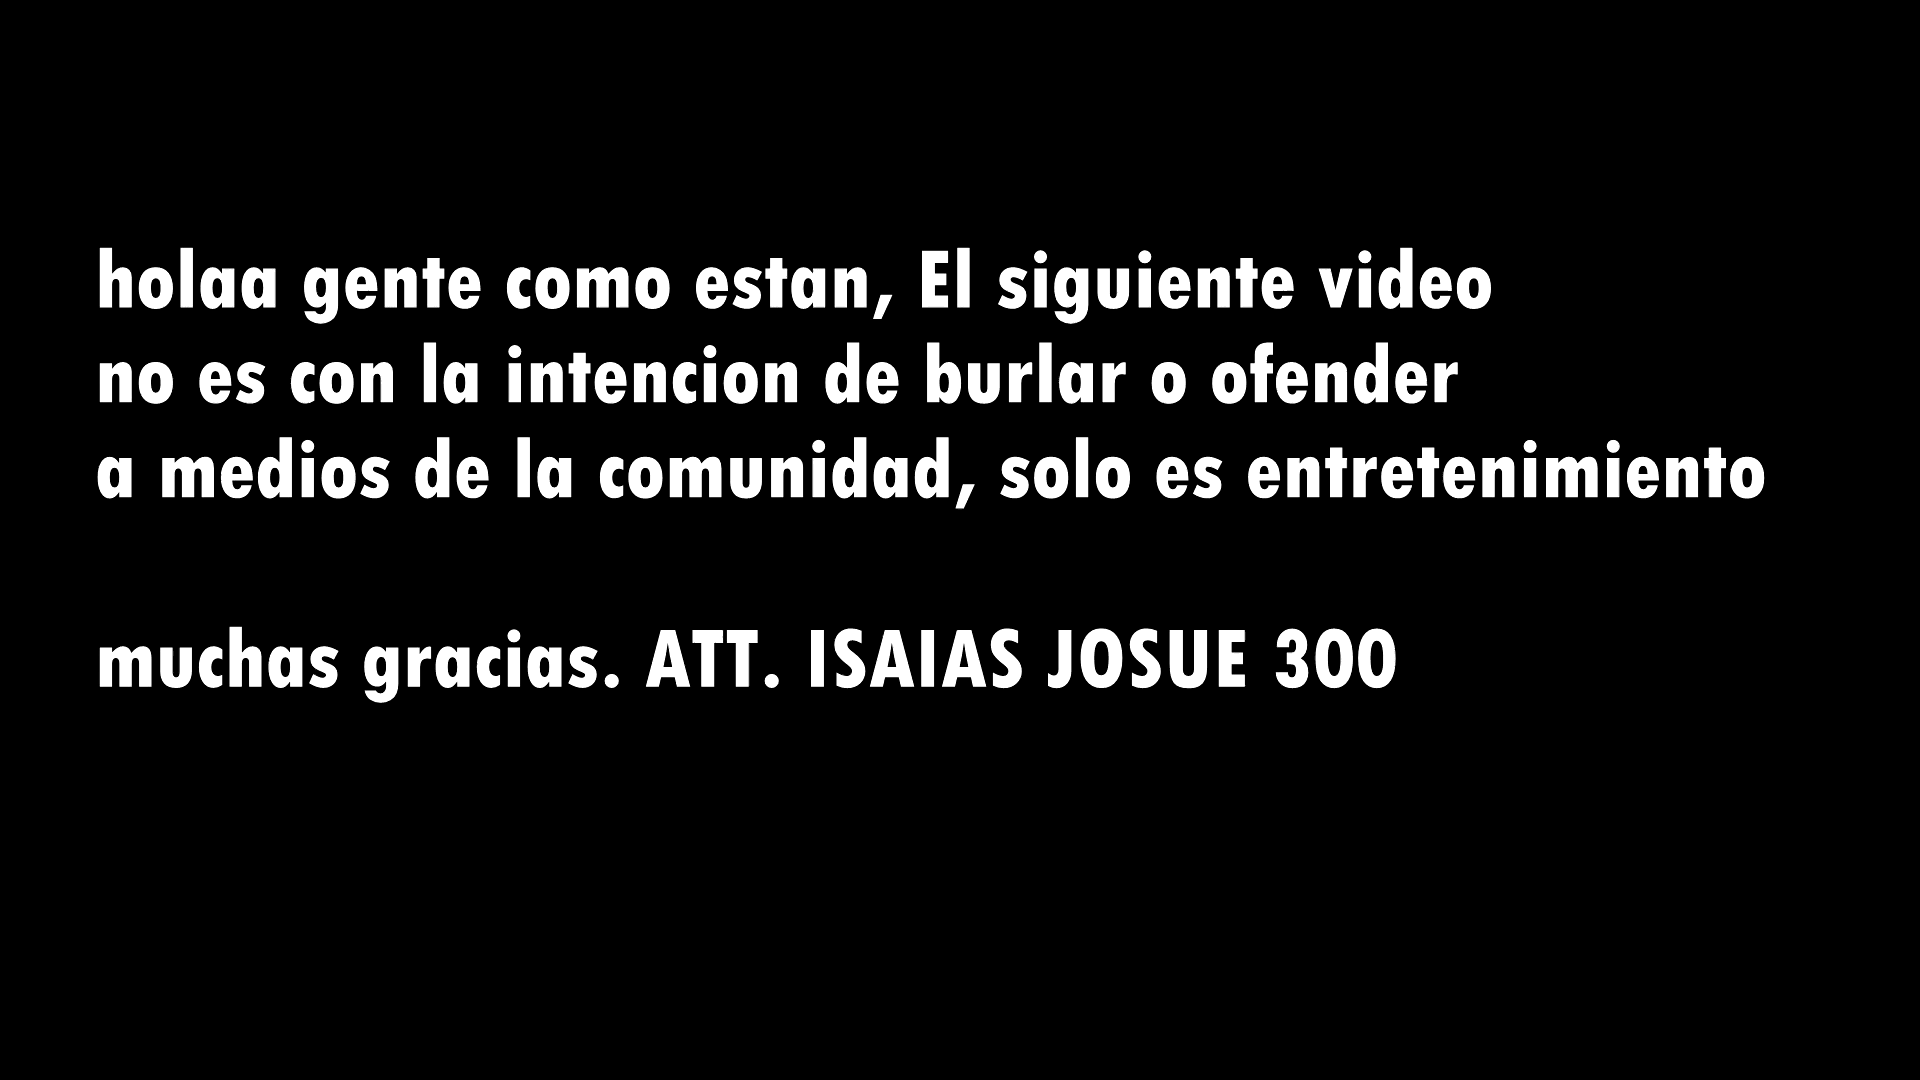 holaa gente como estan, El siguiente video
no es con la intencion de burlar o ofender
a medios de la comunidad, solo es entretenimiento
muchas gracias. ATT. ISAIAS JOSUE 300